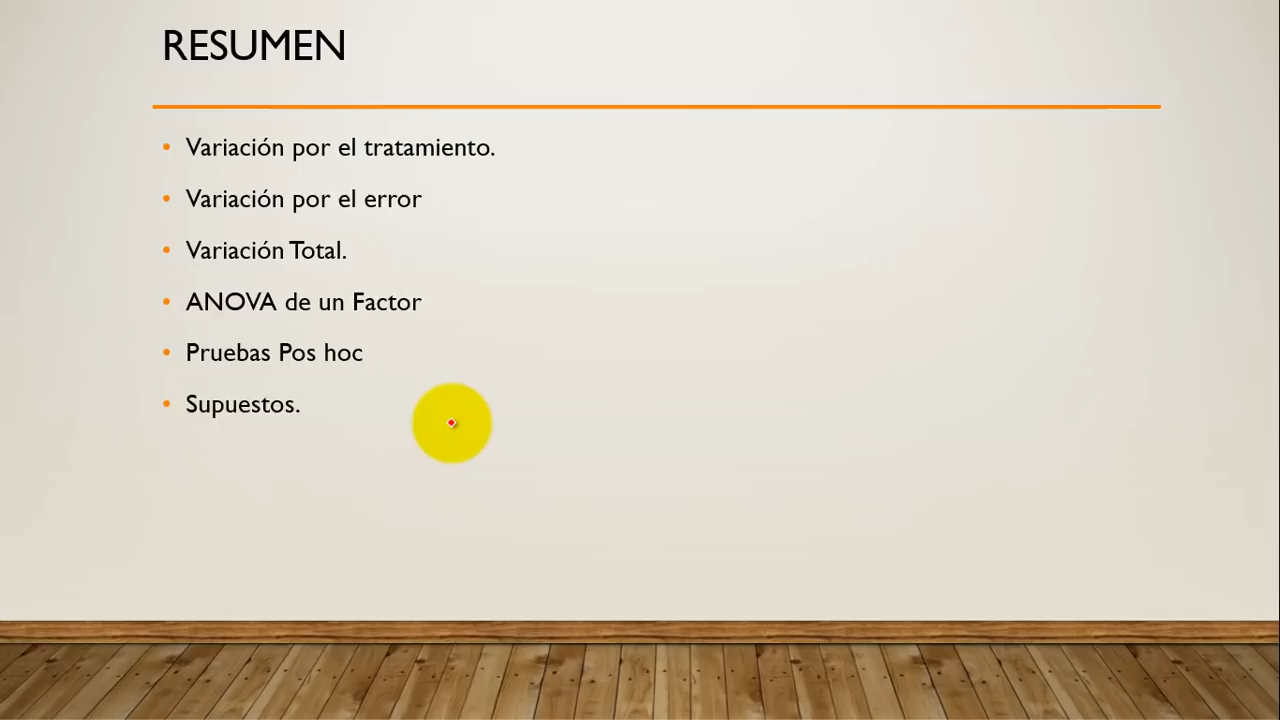 RESUMEN
• Variación por el tratamiento.
• Variación por el error
• Variación Total.
• ANOVA de un Factor
• Pruebas Pos hoc
• Supuestos.